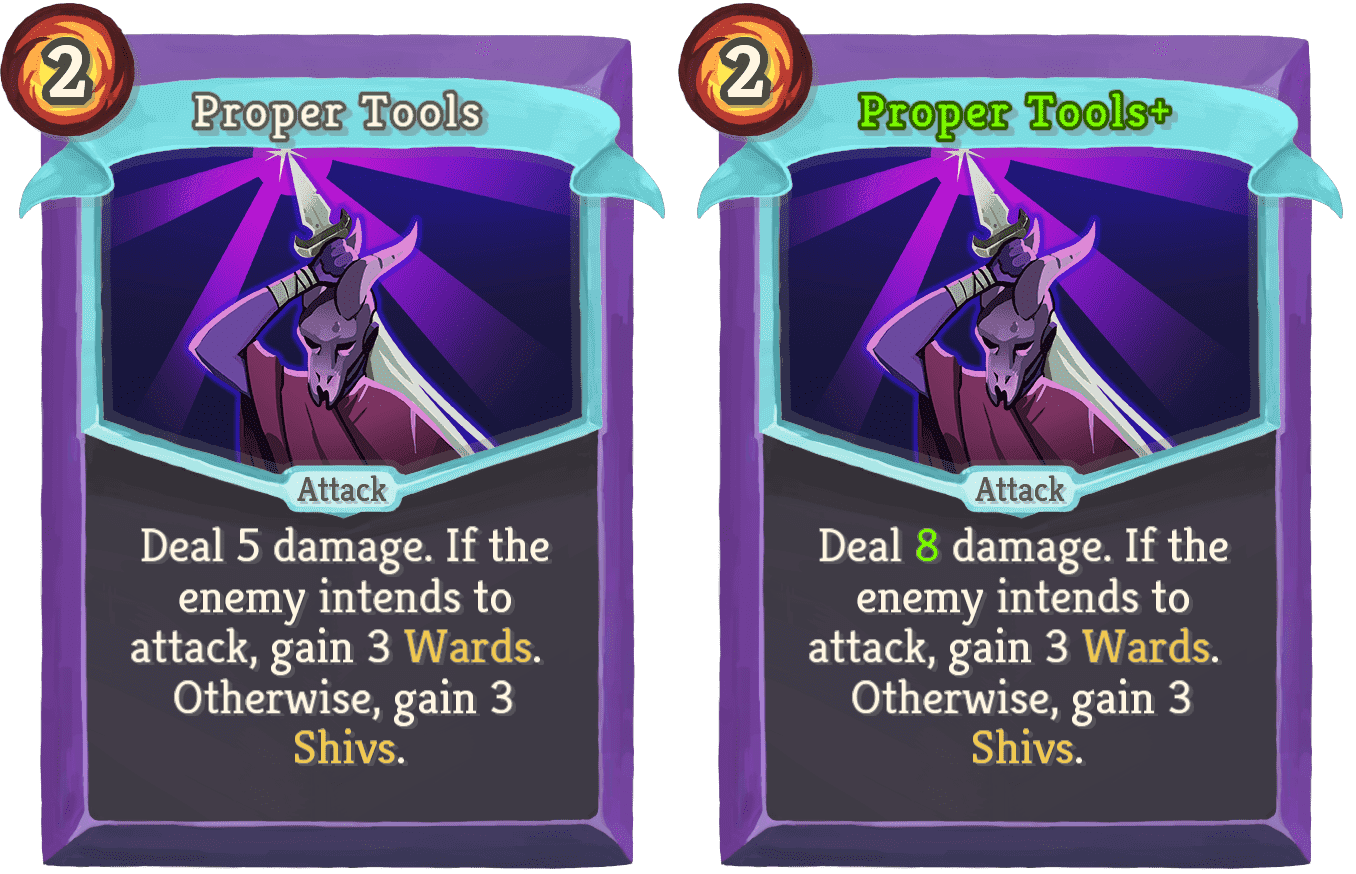 2
Proper Tools
Attack
Deal 5 damage. If the
enemy intends to
attack, gain 3 Wards.
Otherwise, gain 3
Shivs.
2
Proper Tools+
Attack
Deal 8 damage. If the
enemy intends to
attack, gain 3 Wards.
Otherwise, gain 3
Shivs.